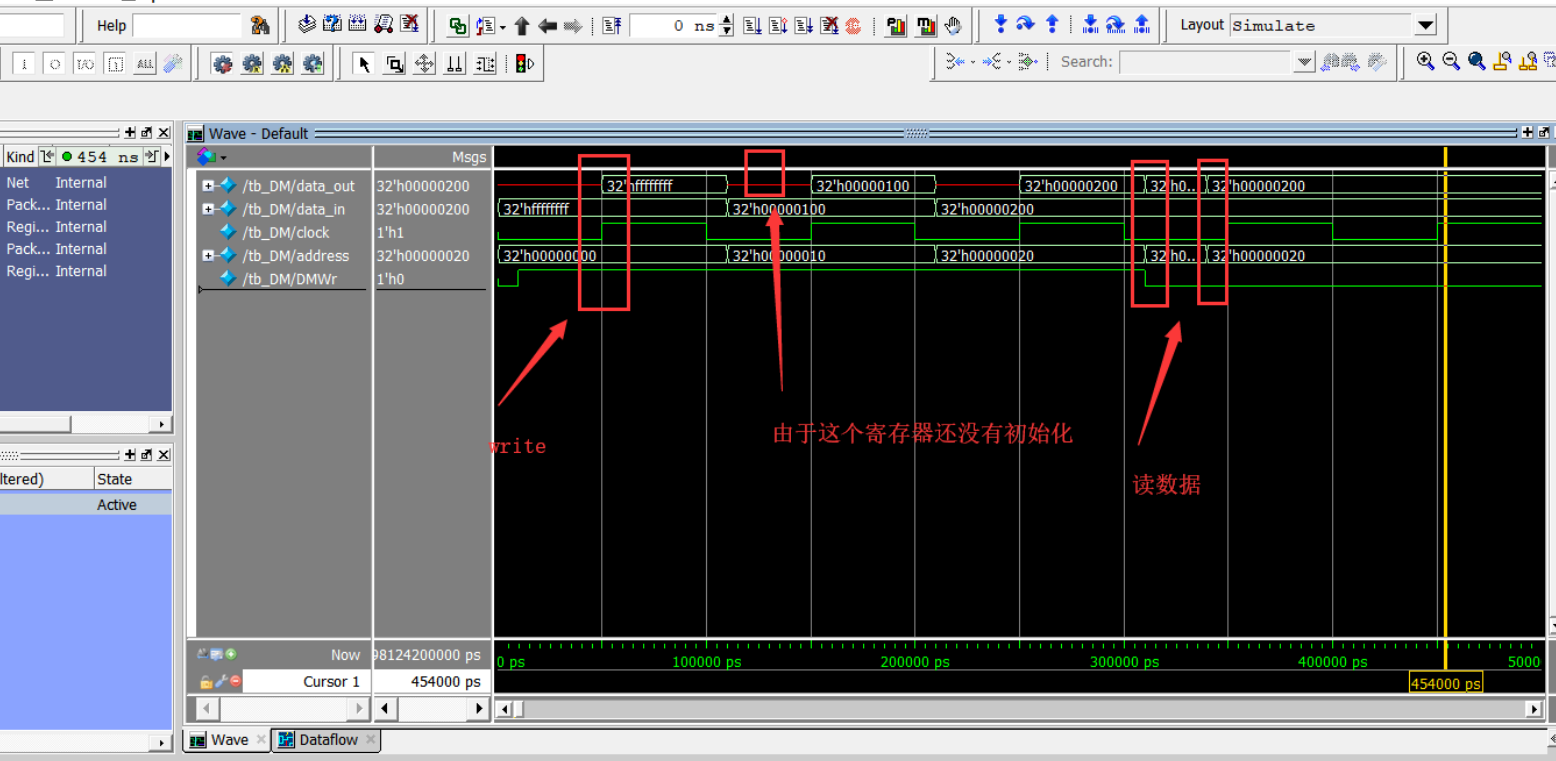 Help
0 ns
Layout Simulate
ALL
Search:
Wave - Default
Kind 454 ns
Msgs
Net Internal
Pack... Internal
Regi... Internal
Pack... Internal
Regi... Internal
/tb_DM/data_out 32'h00000200 32'hffffffff 32'h00000100 32'h00000200 32'h0.. 32'h00000200
/tb_DM/data_in 32'h00000200 32'hffffffff 32'h00000100 32'h00000200
/tb_DM/clock 1'h1
/tb_DM/address 32'h00000020 32'h00000000 32'h00000010 32'h00000020 32'h0.. 32'h00000020
/tb_DM/DMWr 1'h0
write
由于这个寄存器还没有初始化
读数据
ltered) State
Active
Now 98124200000 ps
0 ps 100000 ps 200000 ps 300000 ps 400000 ps 5000
Cursor 1 454000 ps
454000 ps
Wave Dataflow